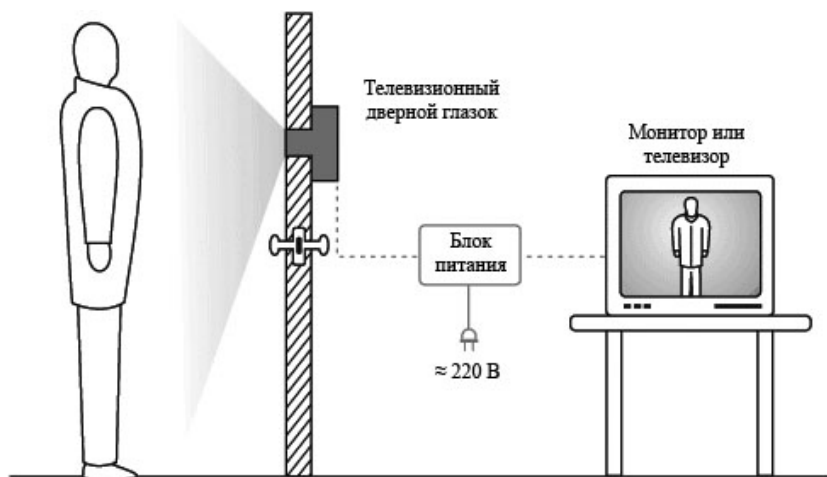 Телевизионный
дверной глазок
Монитор или
телевизор
Блок
питания
≈ 220 В